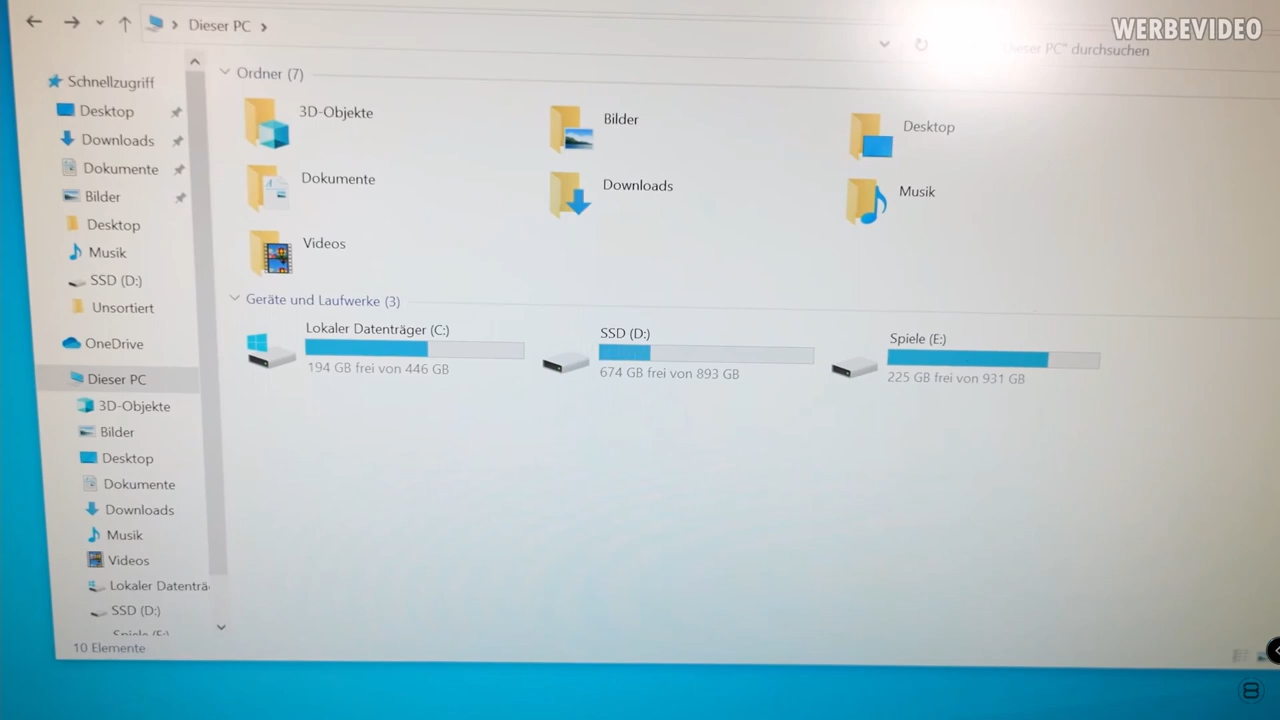 Dieser PC
WERBEVIDEO
"Dieser PC" durchsuchen
Schnellzugriff
Desktop
Downloads
Dokumente
Bilder
Desktop
Musik
SSD (D:)
Unsortiert
OneDrive
Dieser PC
3D-Objekte
Bilder
Desktop
Dokumente
Downloads
Musik
Videos
Lokaler Datenträ
SSD (D:)
Spiele (E:)
10 Elemente
Ordner (7)
3D-Objekte
Bilder
Desktop
Dokumente
Downloads
Musik
Videos
Geräte und Laufwerke (3)
Lokaler Datenträger (C:)
194 GB frei von 446 GB
SSD (D:)
674 GB frei von 893 GB
Spiele (E:)
225 GB frei von 931 GB